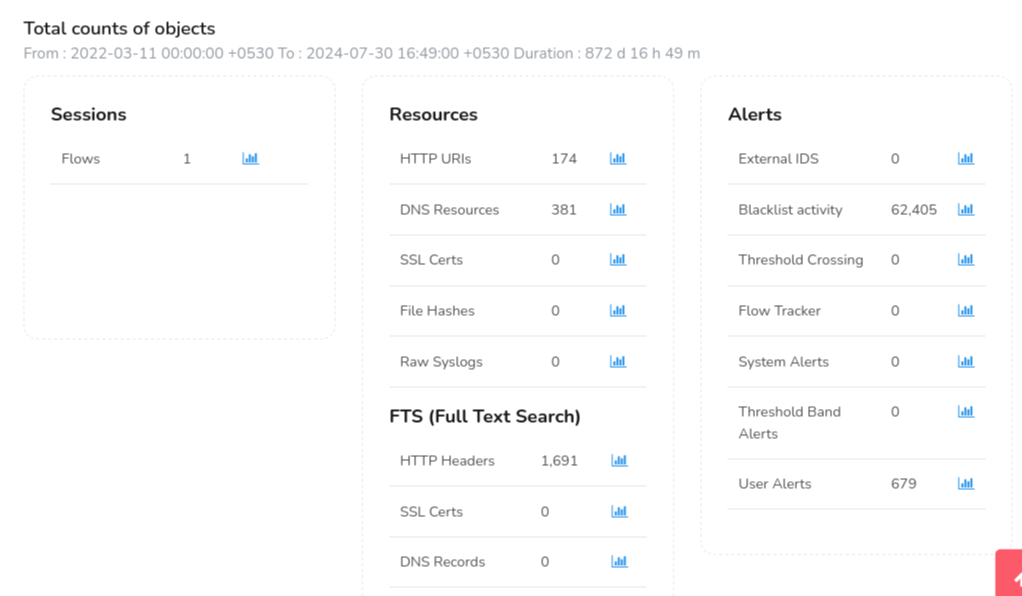 Total counts of objects
From : 2022-03-11 00:00:00 +0530 To : 2024-07-30 16:49:00 +0530 Duration : 872 d 16 h 49 m
Sessions
Flows 1
Resources
HTTP URIs 174
DNS Resources 381
SSL Certs 0
File Hashes 0
Raw Syslogs 0
FTS (Full Text Search)
HTTP Headers 1,691
SSL Certs 0
DNS Records 0
Alerts
External IDS 0
Blacklist activity 62,405
Threshold Crossing 0
Flow Tracker 0
System Alerts 0
Threshold Band 0
Alerts
User Alerts 679